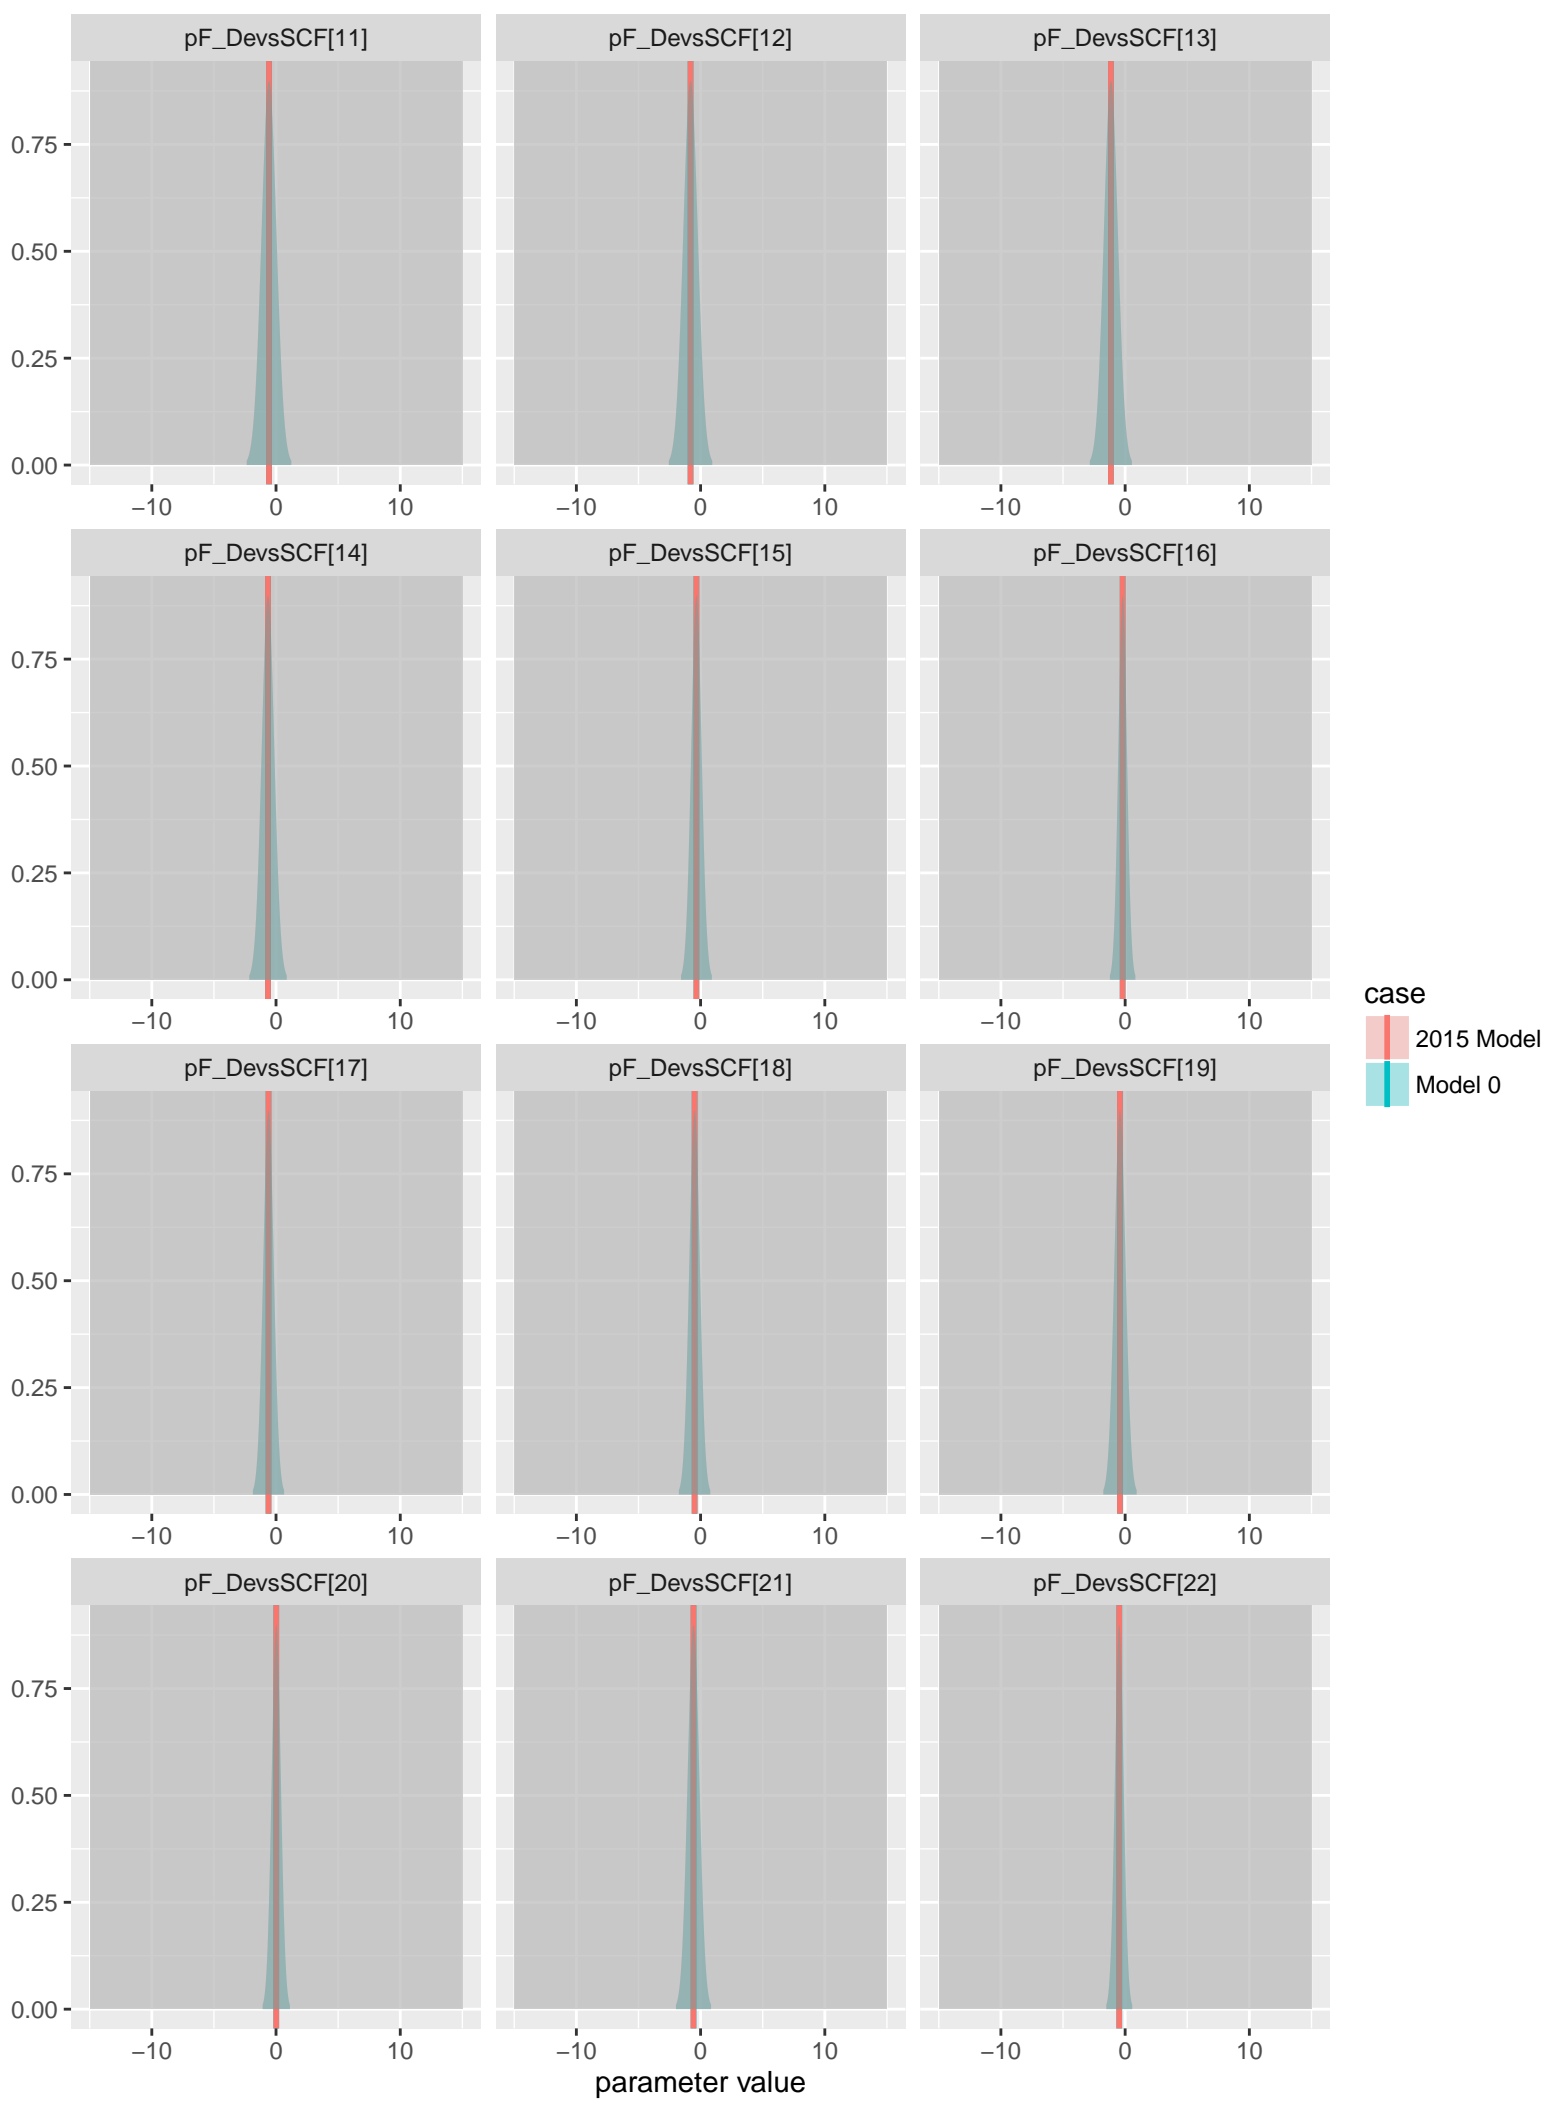 pF_DevsSCF[11] pF_DevsSCF[12] pF_DevsSCF[13]
0.75
0.50
0.25
0.00
−10 0 10 −10 0 10 −10 0 10
pF_DevsSCF[14] pF_DevsSCF[15] pF_DevsSCF[16]
0.75
0.50
0.25
0.00
−10 0 10 −10 0 10 −10 0 10
pF_DevsSCF[17] pF_DevsSCF[18] pF_DevsSCF[19]
0.75
0.50
0.25
0.00
−10 0 10 −10 0 10 −10 0 10
pF_DevsSCF[20] pF_DevsSCF[21] pF_DevsSCF[22]
0.75
0.50
0.25
0.00
−10 0 10 −10 0 10 −10 0 10
parameter value
case
2015 Model
Model 0